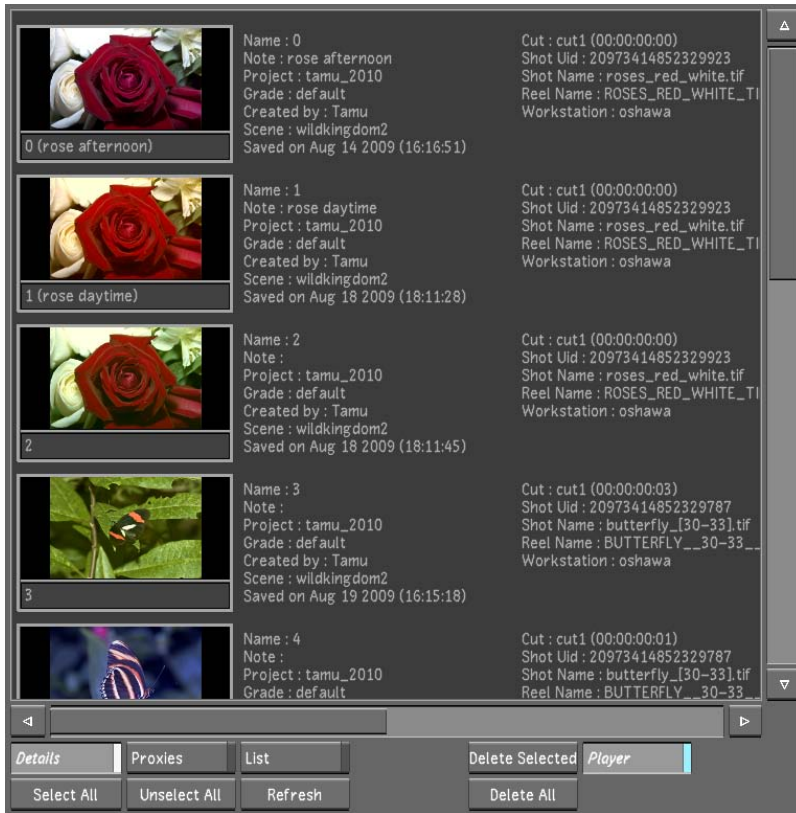 Name : 0
Note : rose afternoon
Project : tamu_2010
Grade : default
Created by : Tamu
Scene : wildkingdom2
Saved on Aug 14 2009 (16:16:51)
Cut : cut1 (00:00:00:00)
Shot Uid : 20973414852329923
Shot Name : roses_red_white.tif
Reel Name : ROSES_RED_WHITE_TI
Workstation : oshawa
0 (rose afternoon)
Name : 1
Note : rose daytime
Project : tamu_2010
Grade : default
Created by : Tamu
Scene : wildkingdom2
Saved on Aug 18 2009 (18:11:28)
Cut : cut1 (00:00:00:00)
Shot Uid : 20973414852329923
Shot Name : roses_red_white.tif
Reel Name : ROSES_RED_WHITE_TI
Workstation : oshawa
1 (rose daytime)
Name : 2
Note :
Project : tamu_2010
Grade : default
Created by : Tamu
Scene : wildkingdom2
Saved on Aug 18 2009 (18:11:45)
Cut : cut1 (00:00:00:00)
Shot Uid : 20973414852329923
Shot Name : roses_red_white.tif
Reel Name : ROSES_RED_WHITE_TI
Workstation : oshawa
2
Name : 3
Note :
Project : tamu_2010
Grade : default
Created by : Tamu
Scene : wildkingdom2
Saved on Aug 19 2009 (16:15:18)
Cut : cut1 (00:00:00:03)
Shot Uid : 20973414852329787
Shot Name : butterfly_[30-33].tif
Reel Name : BUTTERFLY__30-33__
Workstation : oshawa
3
Name : 4
Note :
Project : tamu_2010
Grade : default
Cut : cut1 (00:00:00:01)
Shot Uid : 20973414852329787
Shot Name : butterfly_[30-33].tif
Reel Name : BUTTERFLY__30-33__
Details
Proxies
List
Delete Selected
Player
Select All
Unselect All
Refresh
Delete All